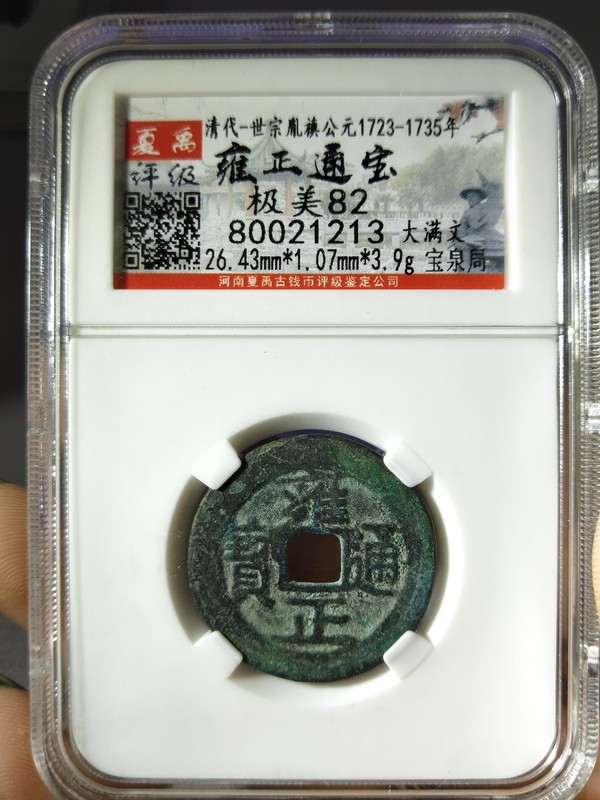 夏禹
评级
清代-世宗胤禛公元1723-1735年
雍正通宝
极美82
80021213 大满文
26.43mm*1.07mm*3.9g 宝泉局
河南夏禹古钱币评级鉴定公司
雍正通寳